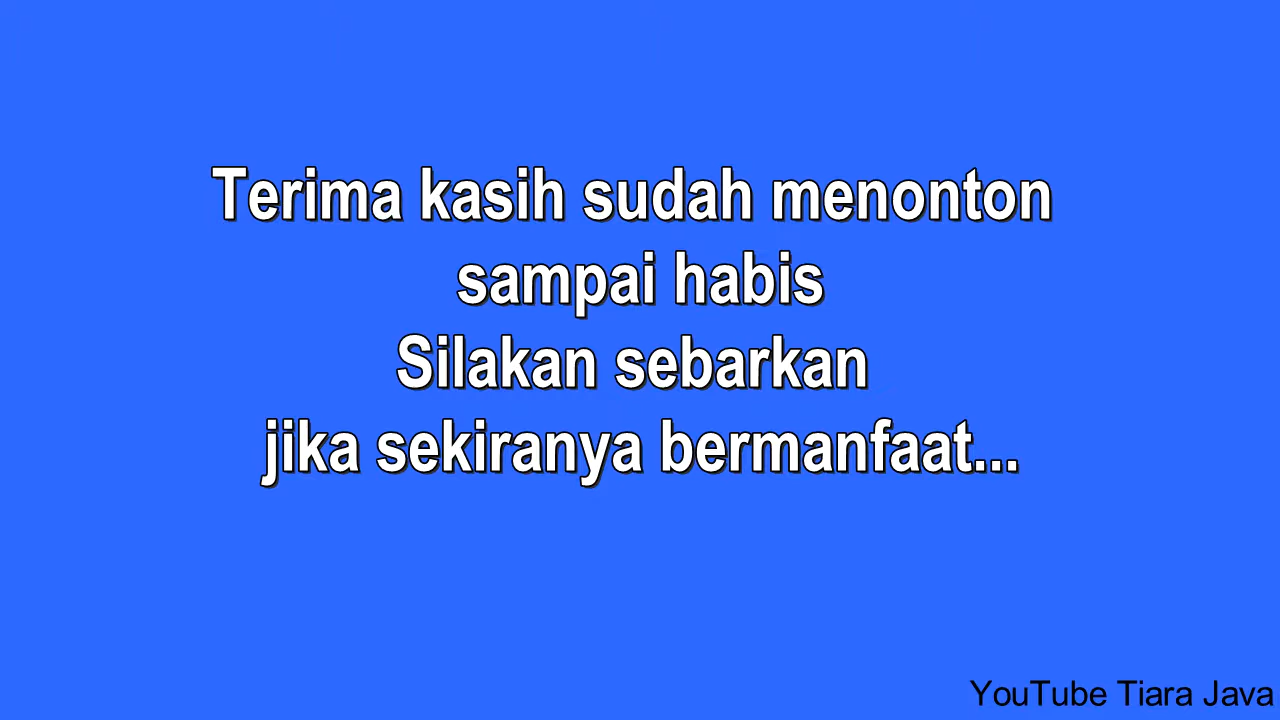 Terima kasih sudah menonton
sampai habis
Silakan sebarkan
jika sekiranya bermanfaat...
YouTube Tiara Java